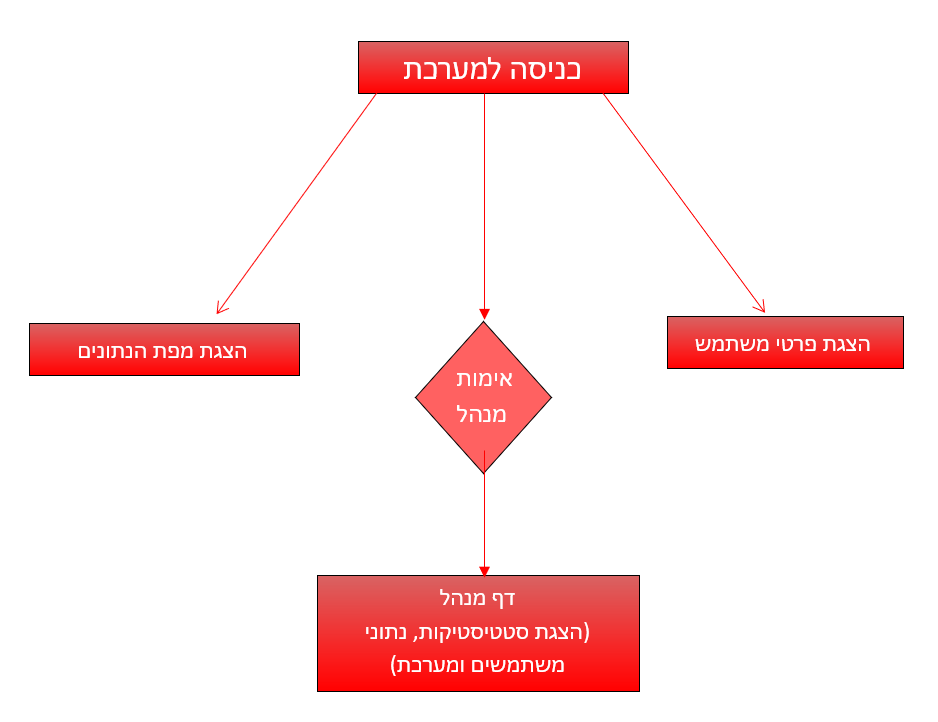 כניסה למערכת
הצגת פרטי משתמש
הצגת מפת הנתונים
אימות
מנהל
דף מנהל
(הצגת סטטיסטיקות, נתוני
משתמשים ומערכת)